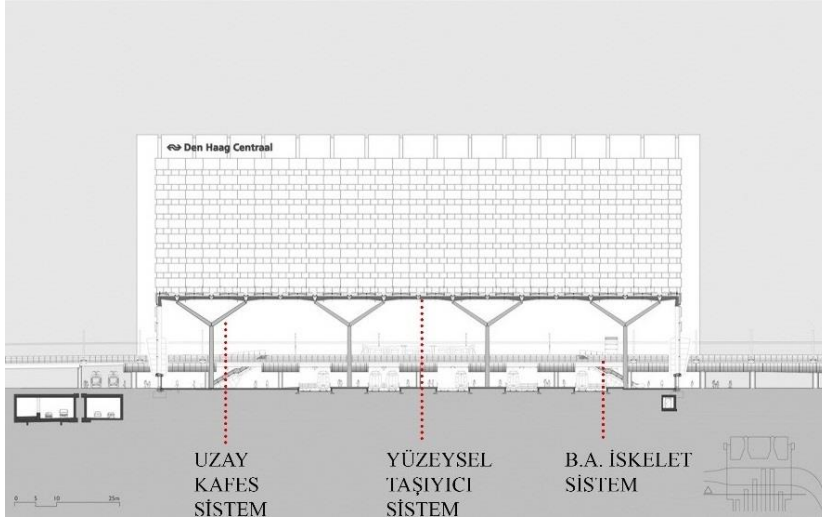 Den Haag Centraal
UZAY
KAFES
SİSTEM
YÜZEYSEL
TAŞIYICI
SİSTEM
B.A. İSKELET
SİSTEM
0 5 10 25m